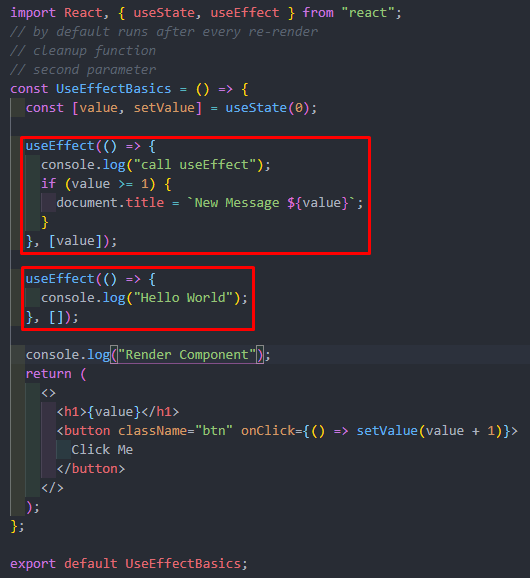 import React, { useState, useEffect } from "react";
// by default runs after every re-render
// cleanup function
// second parameter
const UseEffectBasics = () => {
  const [value, setValue] = useState(0);

  useEffect(() => {
    console.log("call useEffect");
    if (value >= 1) {
      document.title = `New Message ${value}`;
    }
  }, [value]);

  useEffect(() => {
    console.log("Hello World");
  }, []);

  console.log("Render Component");
  return (
    <>
      <h1>{value}</h1>
      <button className="btn" onClick={() => setValue(value + 1)}>
        Click Me
      </button>
    </>
  );
};

export default UseEffectBasics;